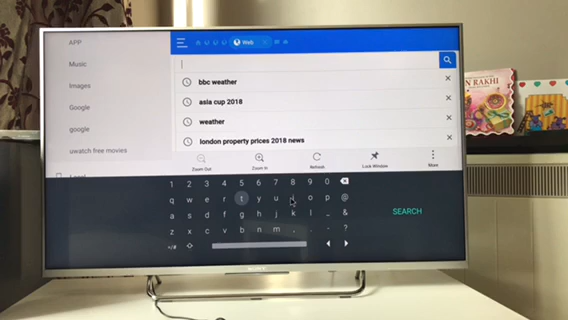 APP
Music
Images
Google
google
uwatch free movies
Web
bbc weather
asia cup 2018
weather
london property prices 2018 news
Zoom Out
Zoom In
Refresh
Lock Window
More
1 2 3 4 5 6 7 8 9 0
q w e r t y u i o p @
a s d f g h j k l _ &
z x c v b n m , . - ?
SEARCH
SONY
RAKHI